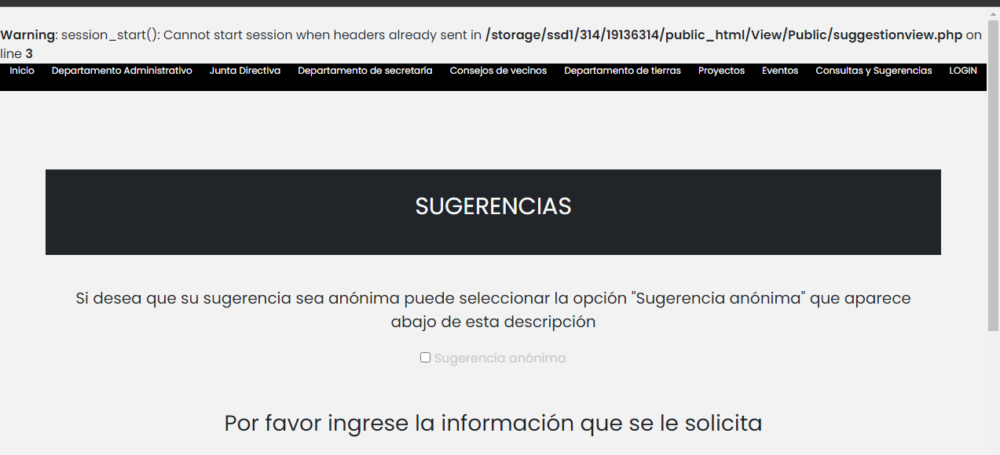 Warning: session_start(): Cannot start session when headers already sent in /storage/ssd1/314/19136314/public_html/View/Public/suggestionview.php on
line 3
Inicio Departamento Administrativo Junta Directiva Departamento de secretaría Consejos de vecinos Departamento de tierras Proyectos Eventos Consultas y Sugerencias LOGIN
SUGERENCIAS
Si desea que su sugerencia sea anónima puede seleccionar la opción "Sugerencia anónima" que aparece
abajo de esta descripción
Sugerencia anónima
Por favor ingrese la información que se le solicita